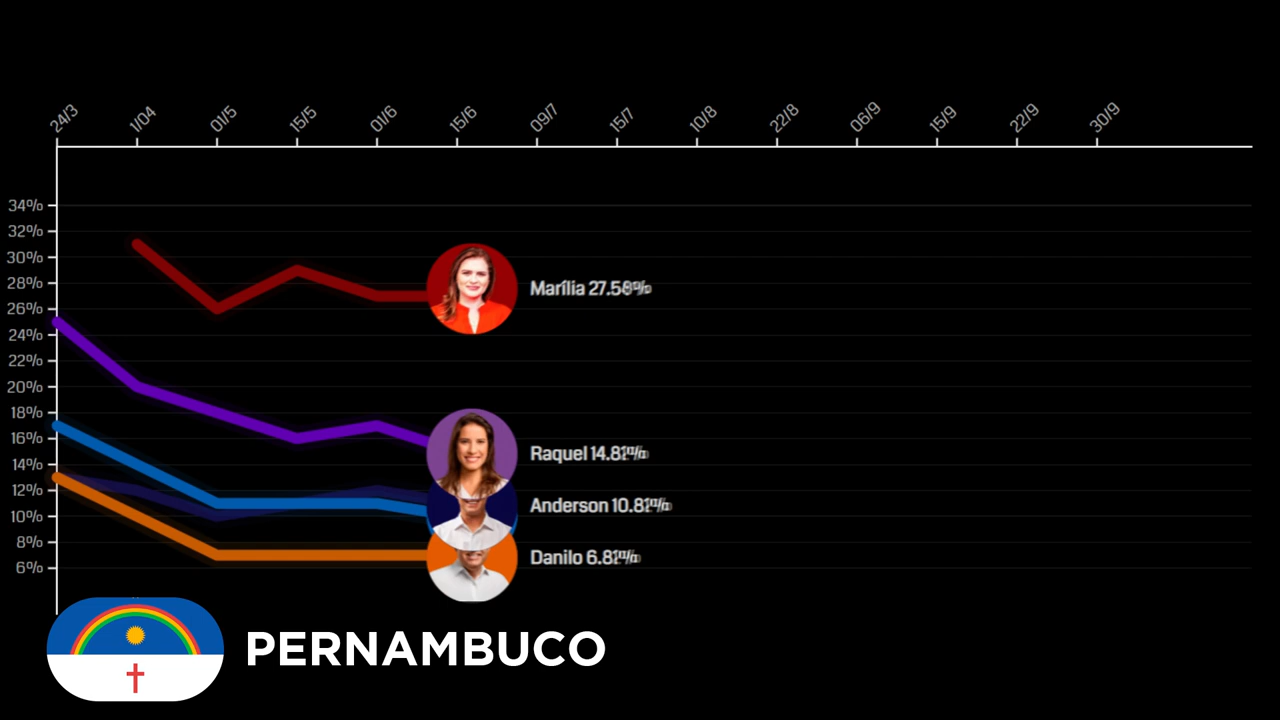 24/3 1/04 01/5 15/5 01/6 15/6 09/7 15/7 10/8 22/8 06/9 15/9 22/9 30/9
34%
32%
30%
28%
Marília
26%
24%
22%
20%
18%
16%
Raquel
14%
12%
Anderson
10%
8%
Danilo
6%
PERNAMBUCO